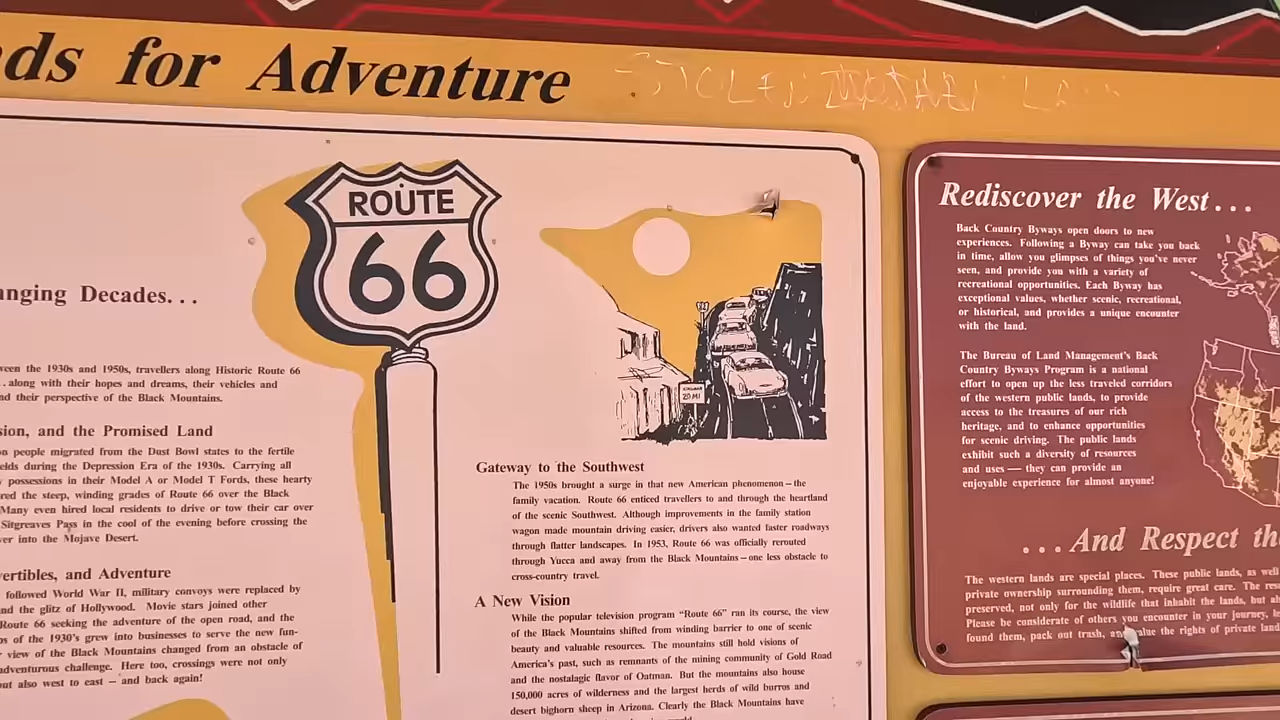 ds for Adventure
STOLEN
ROUTE
66
anging Decades...
ween the 1930s and 1950s, travellers along Historic Route 66
...along with their hopes and dreams, their vehicles and
nd their perspective of the Black Mountains.
sion, and the Promised Land
on people migrated from the Dust Bowl states to the fertile
elds during the Depression Era of the 1930s. Carrying all
y possessions in their Model A or Model T Fords, these hearty
red the steep, winding grades of Route 66 over the Black
Many even hired local residents to drive or tow their car over
Sitgreaves Pass in the cool of the evening before crossing the
ver into the Mojave Desert.
vertibles, and Adventure
followed World War II, military convoys were replaced by
nd the glitz of Hollywood. Movie stars joined other
Route 66 seeking the adventure of the open road, and the
ps of the 1930's grew into businesses to serve the new fun-
r view of the Black Mountains changed from an obstacle of
adventurous challenge. Here too, crossings were not only
out also west to east — and back again!
20 MI
Gateway to the Southwest
The 1950s brought a surge in that new American phenomenon – the
family vacation. Route 66 enticed travellers to and through the heartland
of the scenic Southwest. Although improvements in the family station
wagon made mountain driving easier, drivers also wanted faster roadways
through flatter landscapes. In 1953, Route 66 was officially rerouted
through Yucca and away from the Black Mountains – one less obstacle to
cross-country travel.
A New Vision
While the popular television program “Route 66” ran its course, the view
of the Black Mountains shifted from winding barrier to one of scenic
beauty and valuable resources. The mountains still hold visions of
America's past, such as remnants of the mining community of Gold Road
and the nostalagic flavor of Oatman. But the mountains also house
150,000 acres of wilderness and the largest herds of wild burros and
desert bighorn sheep in Arizona. Clearly the Black Mountains have
Rediscover the West...
Back Country Byways open doors to new
experiences. Following a Byway can take you back
in time, allow you glimpses of things you've never
seen, and provide you with a variety of
recreational opportunities. Each Byway has
exceptional values, whether scenic, recreational,
or historical, and provides a unique encounter
with the land.
The Bureau of Land Management's Back
Country Byways Program is a national
effort to open up the less traveled corridors
of the western public lands, to provide
access to the treasures of our rich
heritage, and to enhance opportunities
for scenic driving. The public lands
exhibit such a diversity of resources
and uses — they can provide an
enjoyable experience for almost anyone!
...And Respect th
The western lands are special places. These public lands, as well
private ownership surrounding them, require great care. The res
preserved, not only for the wildlife that inhabit the lands, but al
Please be considerate of others you encounter in your journey, le
found them, pack out trash, and value the rights of private land